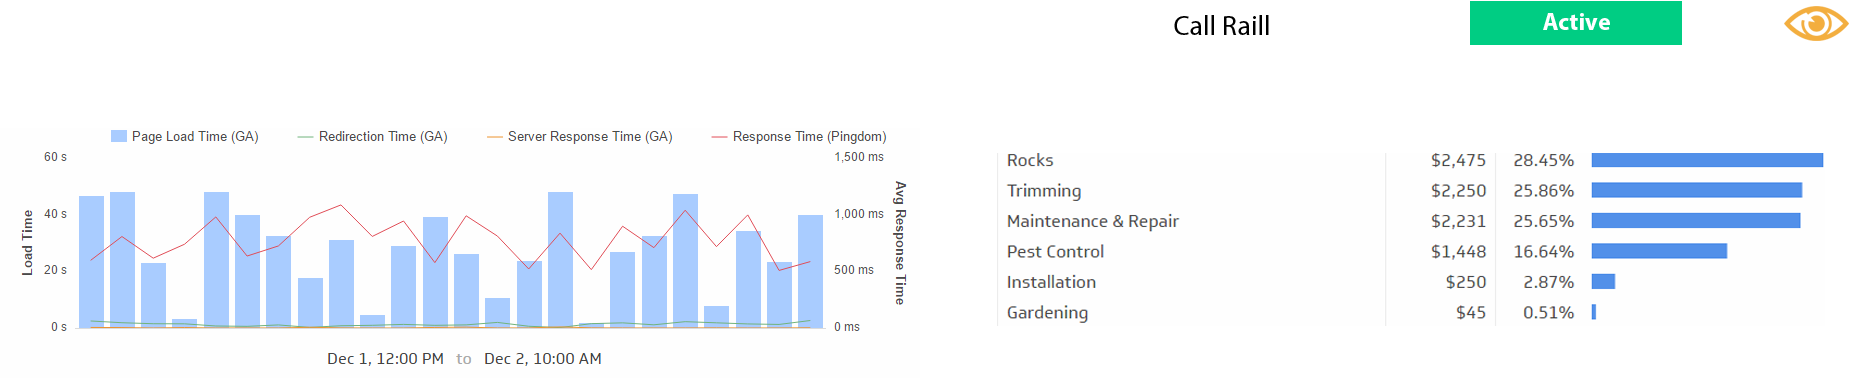 Call Raill
Active
Page Load Time (GA) Redirection Time (GA) Server Response Time (GA) Response Time (Pingdom)
60 s 1,500 ms
40 s 1,000 ms
20 s 500 ms
0 s 0 ms
Load Time
Avg Response Time
Dec 1, 12:00 PM to Dec 2, 10:00 AM
Rocks $2,475 28.45%
Trimming $2,250 25.86%
Maintenance & Repair $2,231 25.65%
Pest Control $1,448 16.64%
Installation $250 2.87%
Gardening $45 0.51%